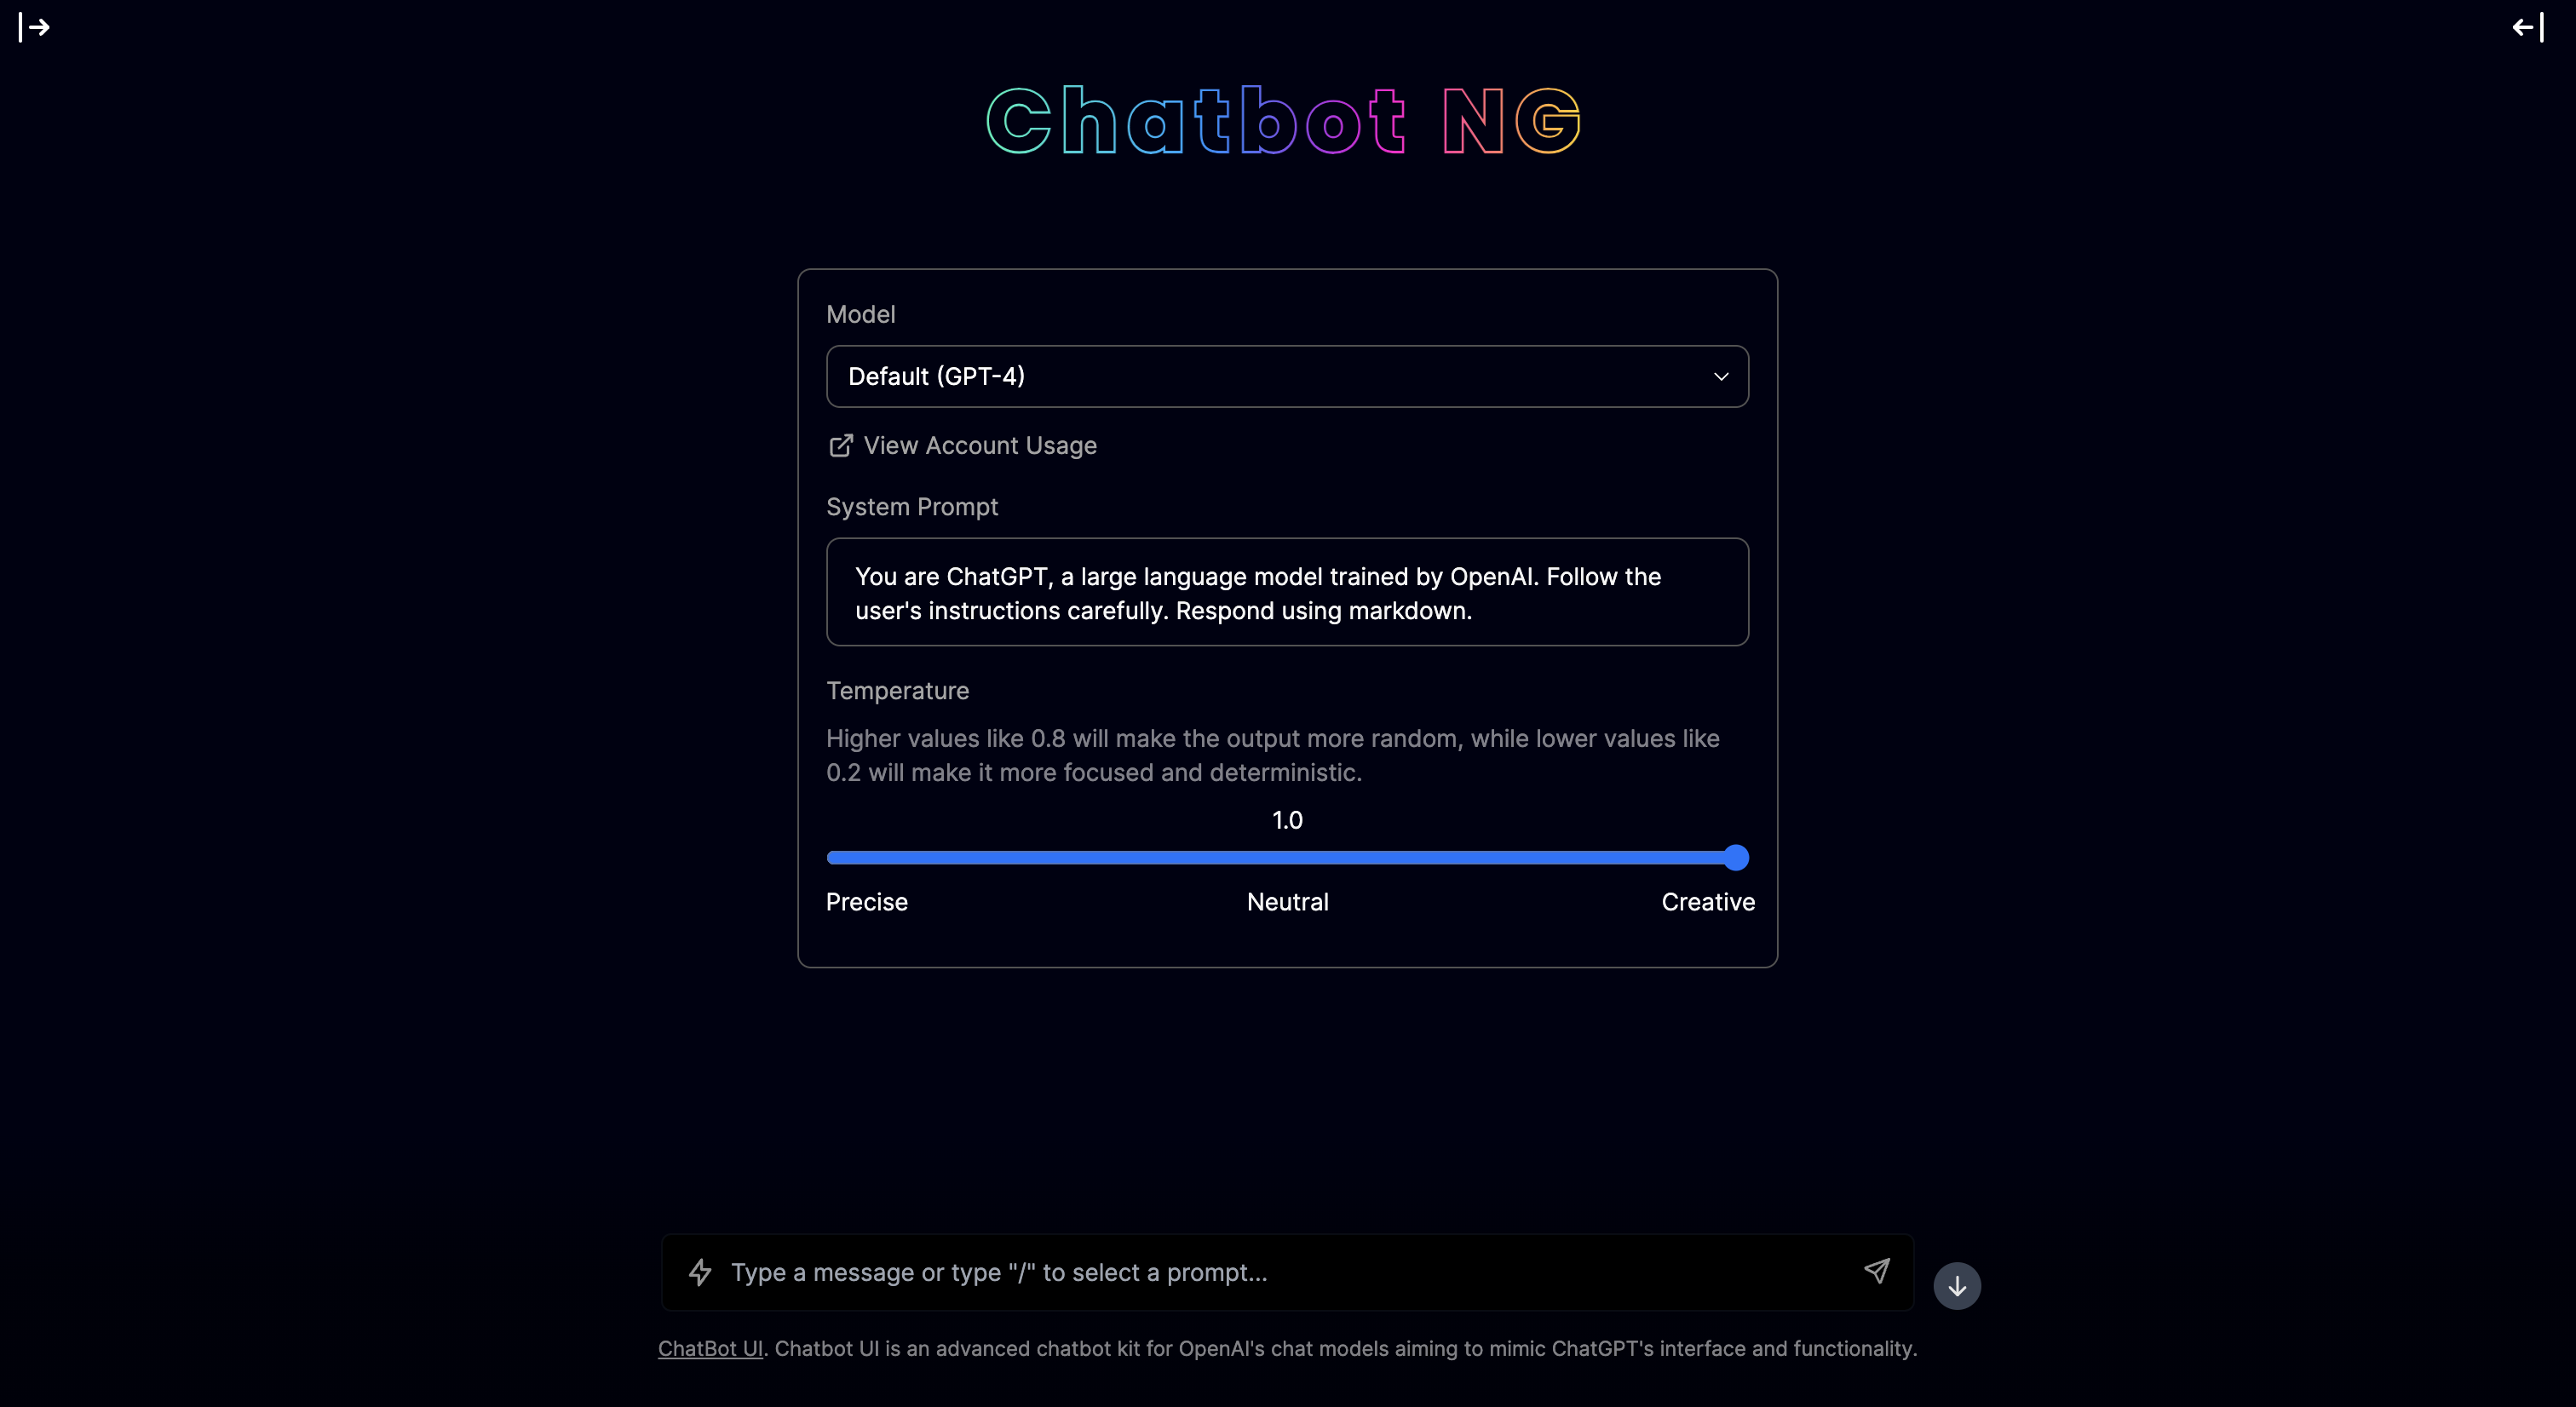 Chatbot NG
Model
Default (GPT-4)
View Account Usage
System Prompt
You are ChatGPT, a large language model trained by OpenAI. Follow the
user's instructions carefully. Respond using markdown.
Temperature
Higher values like 0.8 will make the output more random, while lower values like
0.2 will make it more focused and deterministic.
1.0
Precise Neutral Creative
Type a message or type "/" to select a prompt...
ChatBot UI. Chatbot UI is an advanced chatbot kit for OpenAI's chat models aiming to mimic ChatGPT's interface and functionality.